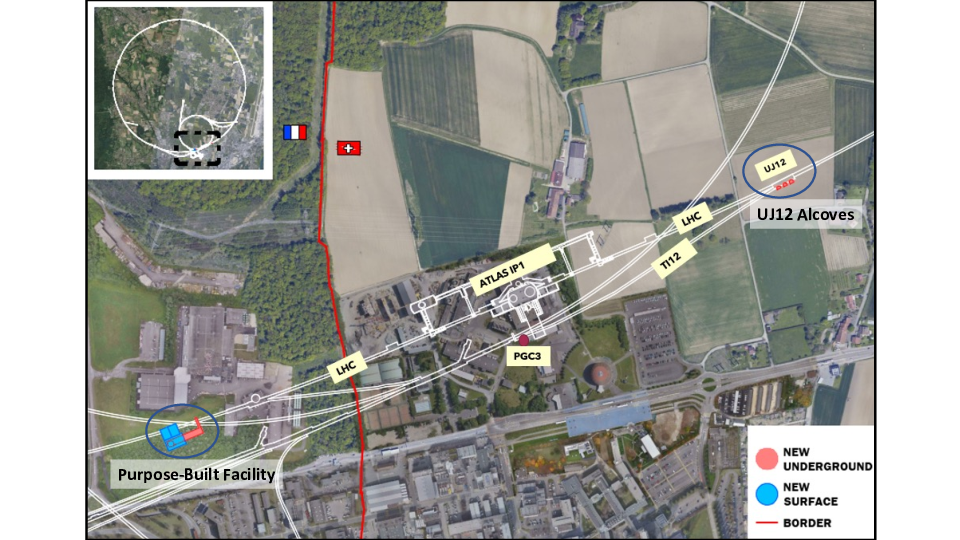 UJ12
UJ12 Alcoves
LHC
TI12
ATLAS IP1
PGC3
LHC
Purpose-Built Facility
NEW
UNDERGROUND
NEW
SURFACE
BORDER